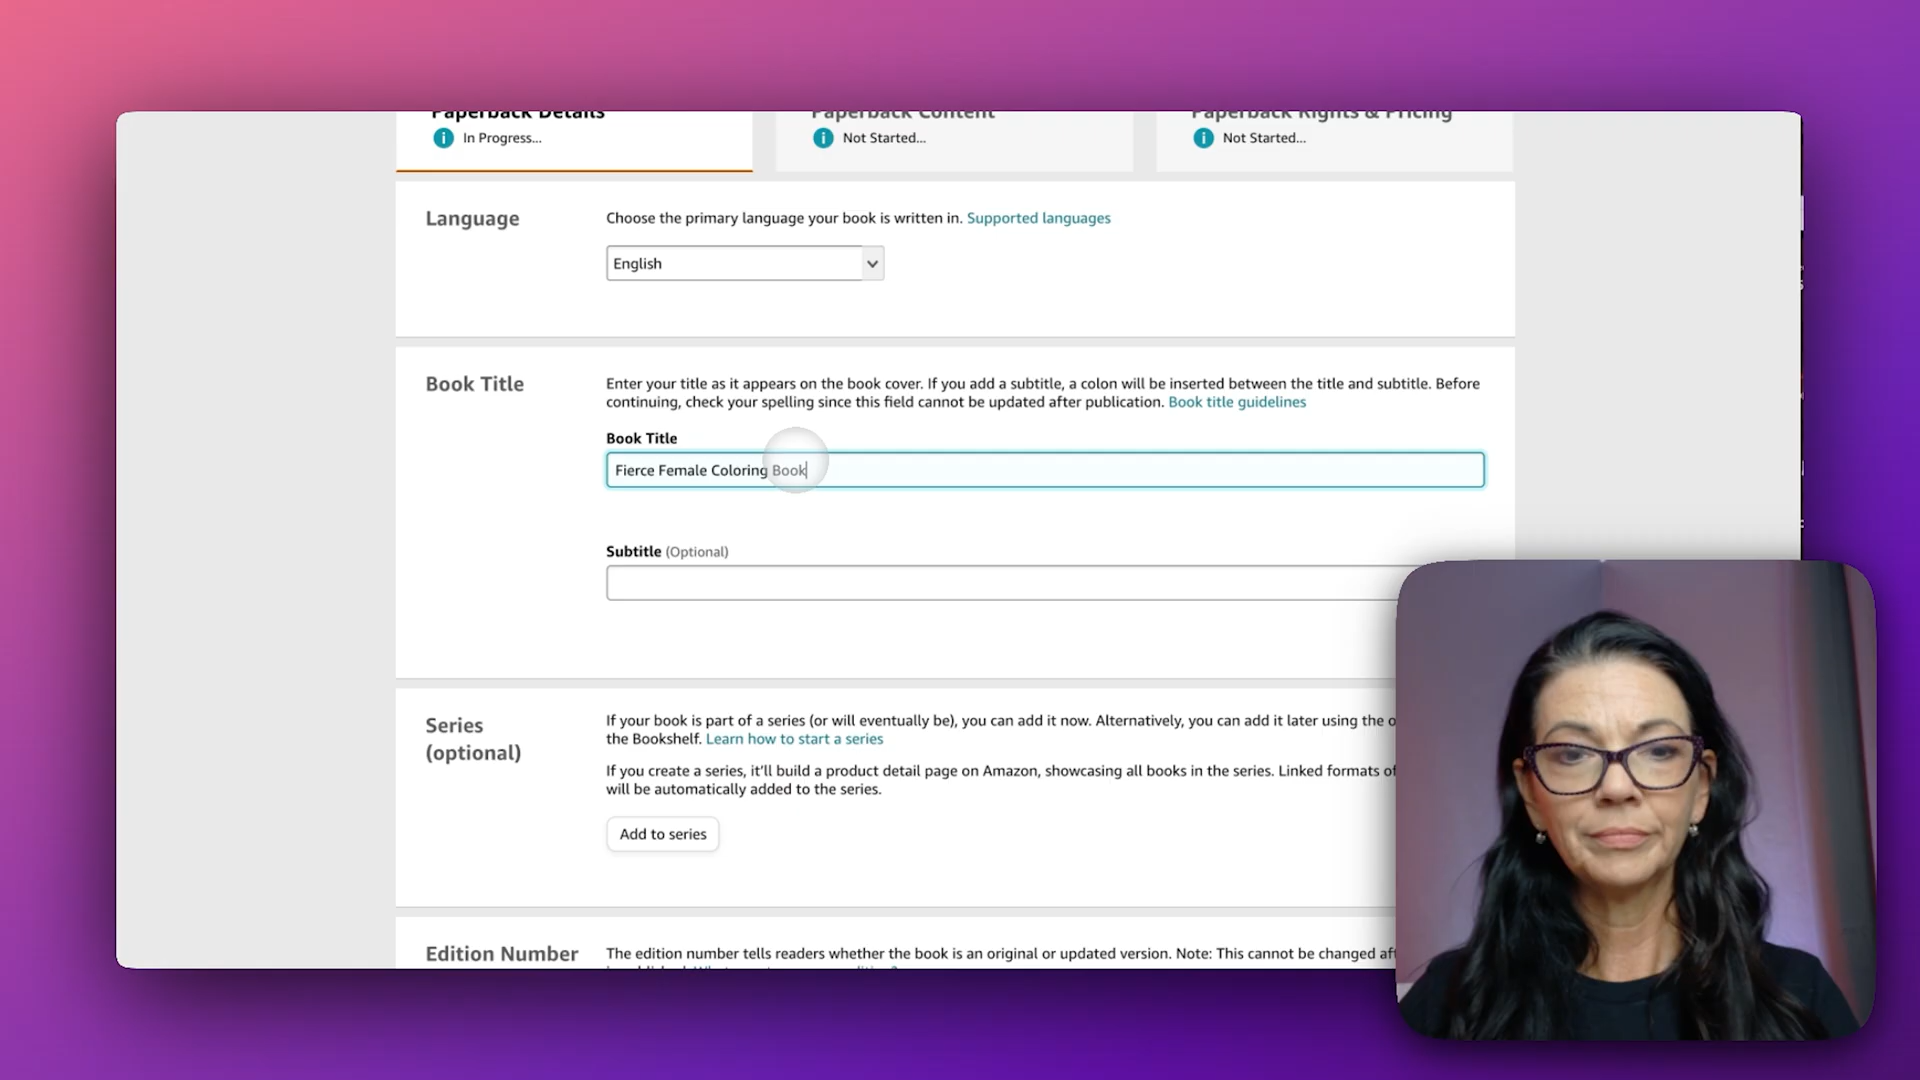 Paperback Details
Paperback Content
Paperback Rights & Pricing
In Progress...
Not Started...
Not Started...
Language
Choose the primary language your book is written in. Supported languages
English
Book Title
Enter your title as it appears on the book cover. If you add a subtitle, a colon will be inserted between the title and subtitle. Before
continuing, check your spelling since this field cannot be updated after publication. Book title guidelines
Book Title
Fierce Female Coloring Book
Subtitle (Optional)
Series
(optional)
If your book is part of a series (or will eventually be), you can add it now. Alternatively, you can add it later using the
the Bookshelf. Learn how to start a series
If you create a series, it'll build a product detail page on Amazon, showcasing all books in the series. Linked formats of
will be automatically added to the series.
Add to series
Edition Number
The edition number tells readers whether the book is an original or updated version. Note: This cannot be changed